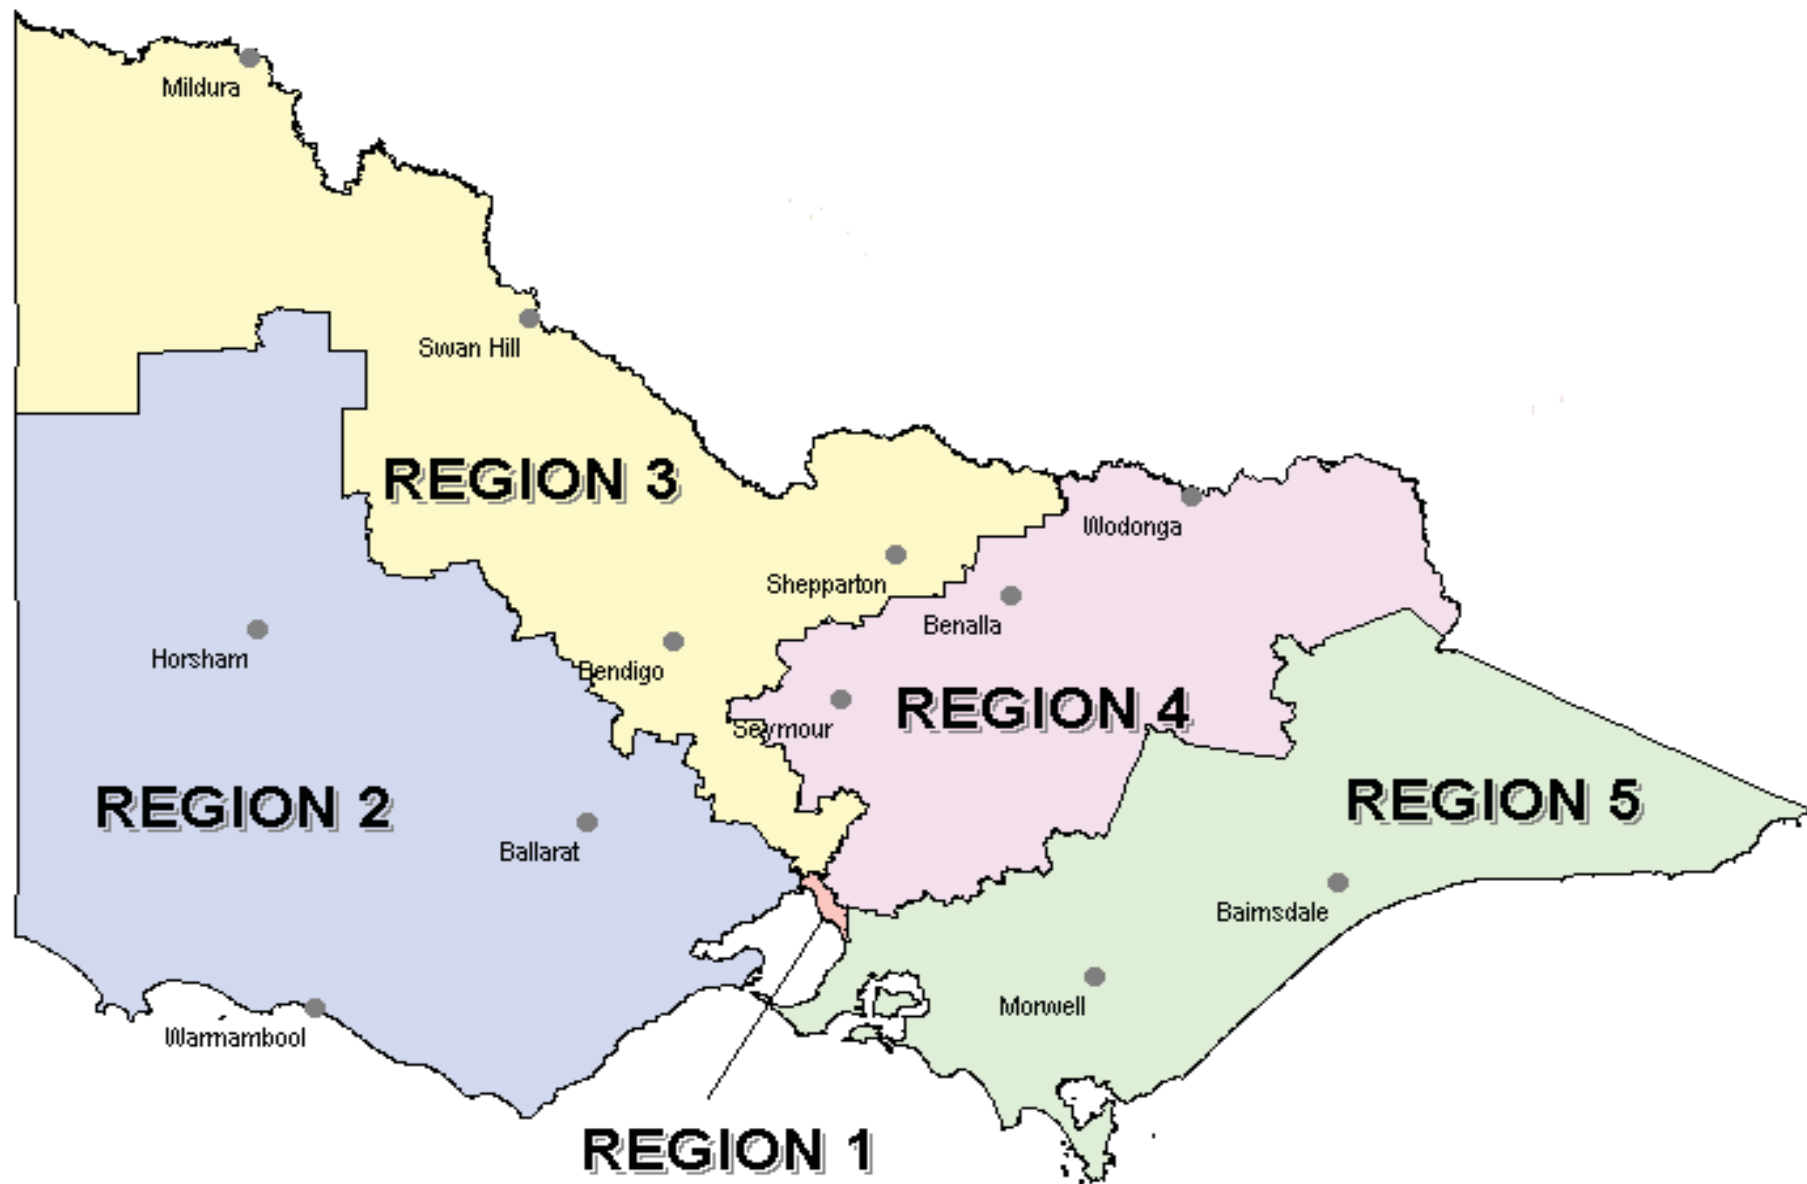 Mildura
Swan Hill
REGION 3
Wodonga
Shepparton
Benalla
Horsham
Bendigo
REGION 4
Seymour
REGION 2
REGION 5
Ballarat
Bairnsdale
Morwell
Warrnambool
REGION 1